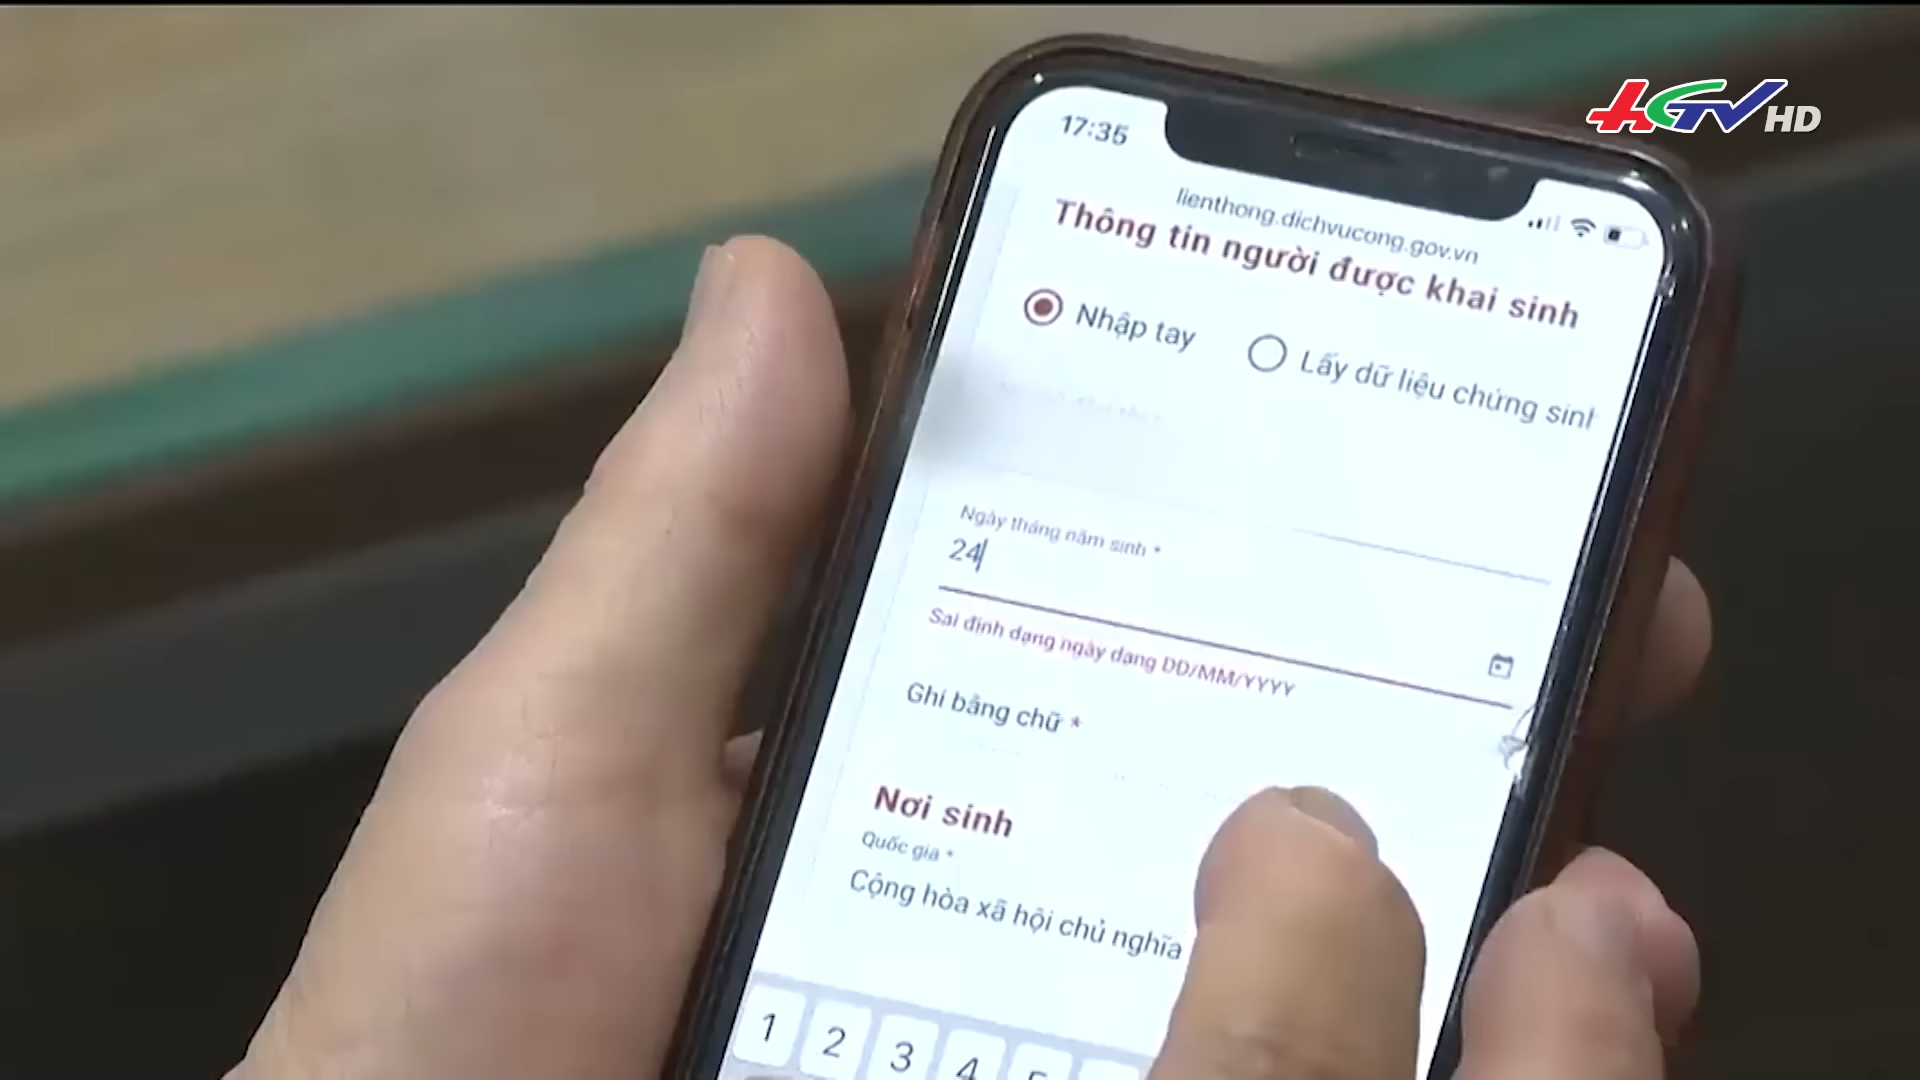 HGTV HD
17:35
lienthong.dichvucong.gov.vn
Thông tin người được khai sinh
Nhập tay
Lấy dữ liệu chứng sinh
Ngày tháng năm sinh *
24
Sai định dạng ngày dạng DD/MM/YYYY
Ghi bằng chữ *
Nơi sinh
Quốc gia *
Cộng hòa xã hội chủ nghĩa
1 2 3 4 5